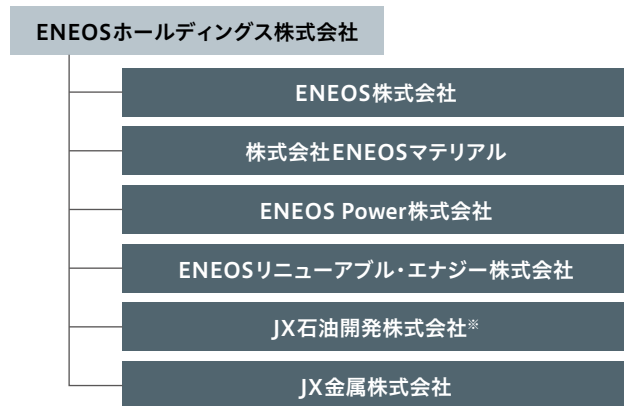 ENEOSホールディングス株式会社
ENEOS株式会社
株式会社ENEOSマテリアル
ENEOS Power株式会社
ENEOSリニューアブル・エナジー株式会社
JX石油開発株式会社※
JX金属株式会社